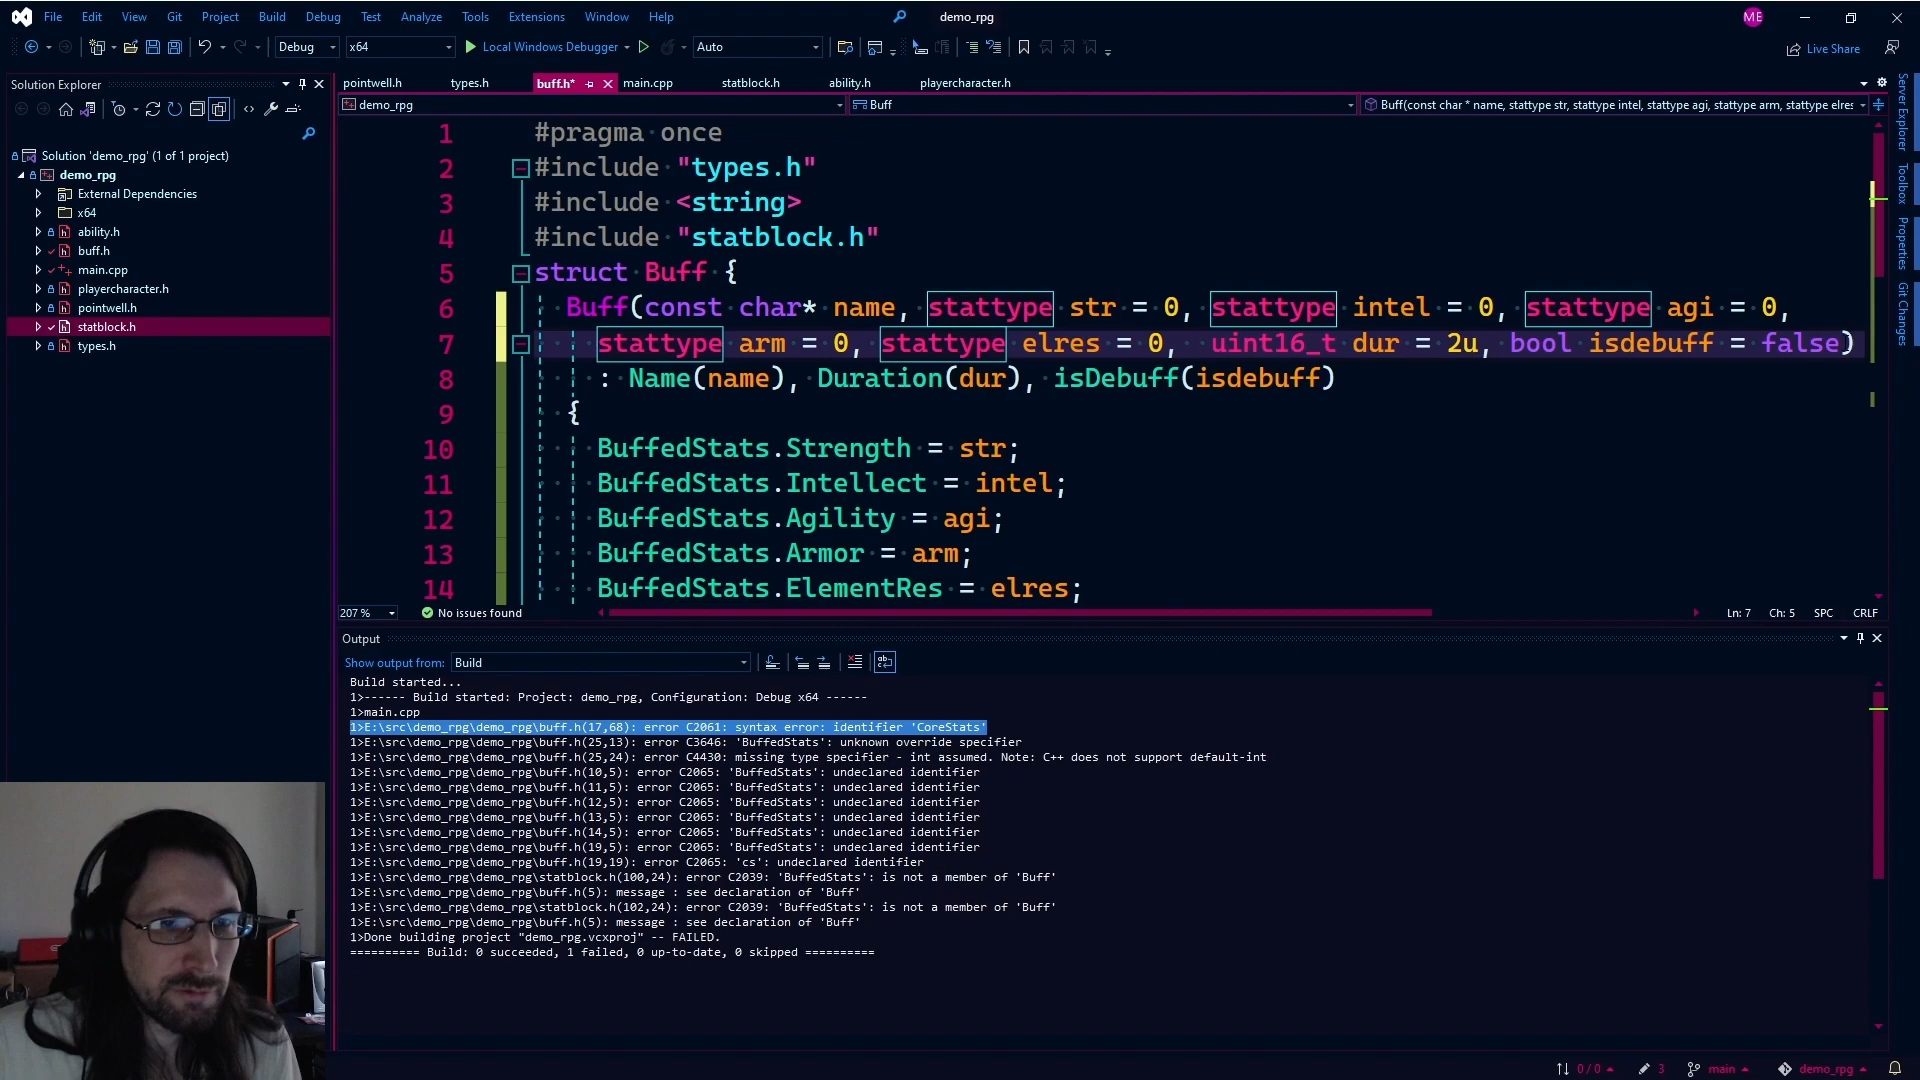 File Edit View Git Project Build Debug Test Analyze Tools Extensions Window Help demo_rpg ME
Debug x64 Local Windows Debugger Auto Live Share
Solution Explorer
Solution 'demo_rpg' (1 of 1 project)
demo_rpg
External Dependencies
x64
ability.h
buff.h
main.cpp
playercharacter.h
pointwell.h
statblock.h
types.h
pointwell.h types.h buff.h* main.cpp statblock.h ability.h playercharacter.h
demo_rpg Buff Buff(const char * name, stattype str, stattype intel, stattype agi, stattype arm, stattype elres
1 #pragma once
2 #include "types.h"
3 #include <string>
4 #include "statblock.h"
5 struct Buff {
6 Buff(const char* name, stattype str = 0, stattype intel = 0, stattype agi = 0,
7 stattype arm = 0, stattype elres = 0, uint16_t dur = 2u, bool isdebuff = false)
8 : Name(name), Duration(dur), isDebuff(isdebuff)
9 {
10 BuffedStats.Strength = str;
11 BuffedStats.Intellect = intel;
12 BuffedStats.Agility = agi;
13 BuffedStats.Armor = arm;
14 BuffedStats.ElementRes = elres;
207 % No issues found Ln: 7 Ch: 5 SPC CRLF
Output
Show output from: Build
Build started...
1>------ Build started: Project: demo_rpg, Configuration: Debug x64 ------
1>main.cpp
1>E:\src\demo_rpg\demo_rpg\buff.h(17,68): error C2061: syntax error: identifier 'CoreStats'
1>E:\src\demo_rpg\demo_rpg\buff.h(25,13): error C3646: 'BuffedStats': unknown override specifier
1>E:\src\demo_rpg\demo_rpg\buff.h(25,24): error C4430: missing type specifier - int assumed. Note: C++ does not support default-int
1>E:\src\demo_rpg\demo_rpg\buff.h(10,5): error C2065: 'BuffedStats': undeclared identifier
1>E:\src\demo_rpg\demo_rpg\buff.h(11,5): error C2065: 'BuffedStats': undeclared identifier
1>E:\src\demo_rpg\demo_rpg\buff.h(12,5): error C2065: 'BuffedStats': undeclared identifier
1>E:\src\demo_rpg\demo_rpg\buff.h(13,5): error C2065: 'BuffedStats': undeclared identifier
1>E:\src\demo_rpg\demo_rpg\buff.h(14,5): error C2065: 'BuffedStats': undeclared identifier
1>E:\src\demo_rpg\demo_rpg\buff.h(19,5): error C2065: 'BuffedStats': undeclared identifier
1>E:\src\demo_rpg\demo_rpg\buff.h(19,19): error C2065: 'cs': undeclared identifier
1>E:\src\demo_rpg\demo_rpg\statblock.h(100,24): error C2039: 'BuffedStats': is not a member of 'Buff'
1>E:\src\demo_rpg\demo_rpg\buff.h(5): message : see declaration of 'Buff'
1>E:\src\demo_rpg\demo_rpg\statblock.h(102,24): error C2039: 'BuffedStats': is not a member of 'Buff'
1>E:\src\demo_rpg\demo_rpg\buff.h(5): message : see declaration of 'Buff'
1>Done building project "demo_rpg.vcxproj" -- FAILED.
========== Build: 0 succeeded, 1 failed, 0 up-to-date, 0 skipped ==========
Server Explorer
Toolbox
Properties
Git Changes
0 / 0 3 main demo_rpg